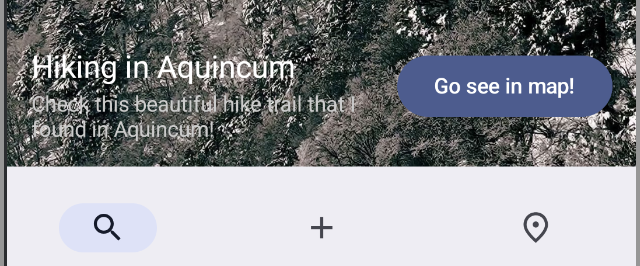 Hiking in Aquincum
Check this beautiful hike trail that I
found in Aquincum!
Go see in map!